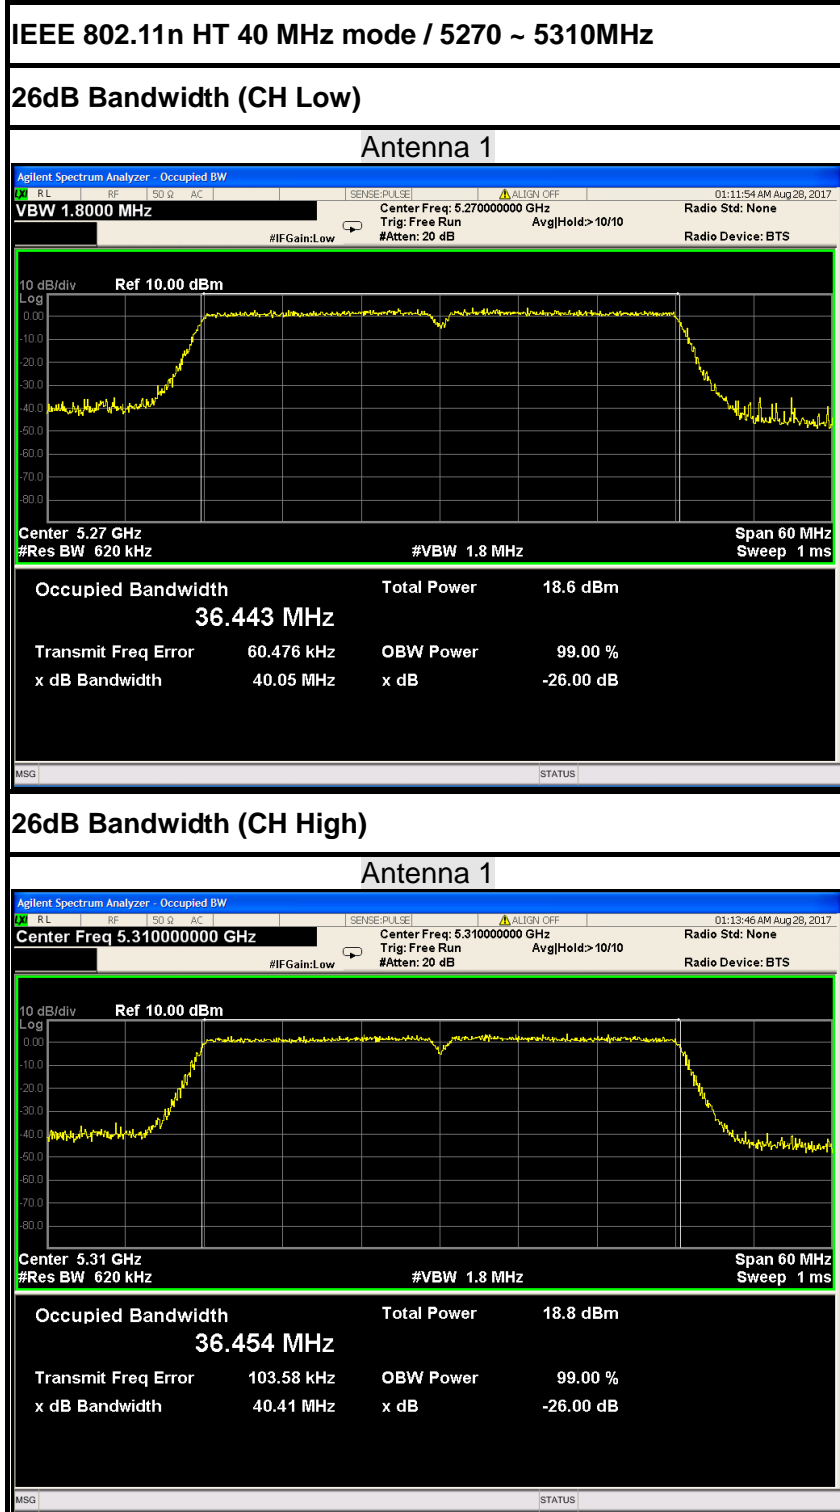 IEEE 802.11n HT 40 MHz mode / 5270 ~ 5310MHz
26dB Bandwidth (CH Low)
Antenna 1
Agilent Spectrum Analyzer - Occupied BW
LXI RL RF 50 Ω AC SENSE:PULSE ALIGN OFF 01:11:54 AM Aug 28, 2017
VBW 1.8000 MHz Center Freq: 5.270000000 GHz Radio Std: None
Trig: Free Run Avg|Hold:> 10/10
#IFGain:Low #Atten: 20 dB Radio Device: BTS
10 dB/div Ref 10.00 dBm
Log
0.00
-10.0
-20.0
-30.0
-40.0
-50.0
-60.0
-70.0
-80.0
Center 5.27 GHz Span 60 MHz
#Res BW 620 kHz #VBW 1.8 MHz Sweep 1 ms
Occupied Bandwidth Total Power 18.6 dBm
36.443 MHz
Transmit Freq Error 60.476 kHz OBW Power 99.00 %
x dB Bandwidth 40.05 MHz x dB -26.00 dB
MSG STATUS
26dB Bandwidth (CH High)
Antenna 1
Agilent Spectrum Analyzer - Occupied BW
LXI RL RF 50 Ω AC SENSE:PULSE ALIGN OFF 01:13:46 AM Aug 28, 2017
Center Freq 5.310000000 GHz Center Freq: 5.310000000 GHz Radio Std: None
Trig: Free Run Avg|Hold:> 10/10
#IFGain:Low #Atten: 20 dB Radio Device: BTS
10 dB/div Ref 10.00 dBm
Log
0.00
-10.0
-20.0
-30.0
-40.0
-50.0
-60.0
-70.0
-80.0
Center 5.31 GHz Span 60 MHz
#Res BW 620 kHz #VBW 1.8 MHz Sweep 1 ms
Occupied Bandwidth Total Power 18.8 dBm
36.454 MHz
Transmit Freq Error 103.58 kHz OBW Power 99.00 %
x dB Bandwidth 40.41 MHz x dB -26.00 dB
MSG STATUS